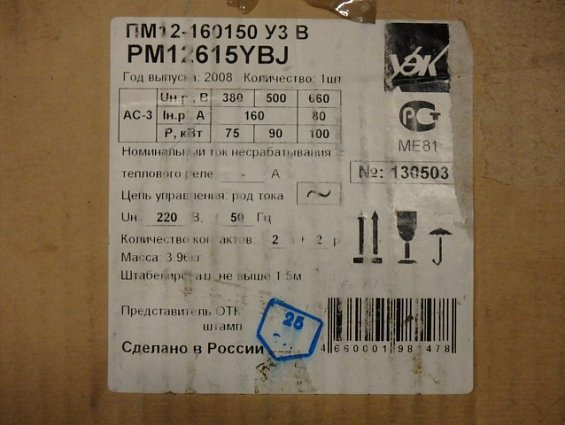 ПМ12-160150 У3 В
PM12615YBJ
Год выпуска: 2008 Количество: 1шт
УЭК
АС-3
Uн.р., В 380 500 660
Iн.р А 160 80
Р, кВт 75 90 100
РСТ
МЕ81
Номинальный ток несрабатывания
теплового реле - А
№: 130503
Цепь управления: род тока ~
Uн 220 В, 50 Гц
Количество контактов 2 з + 2 р
Масса: 3.96кг
Штабелировать не выше 1.5м
Представитель ОТК
штамп
25
Сделано в России
4 660001 981478